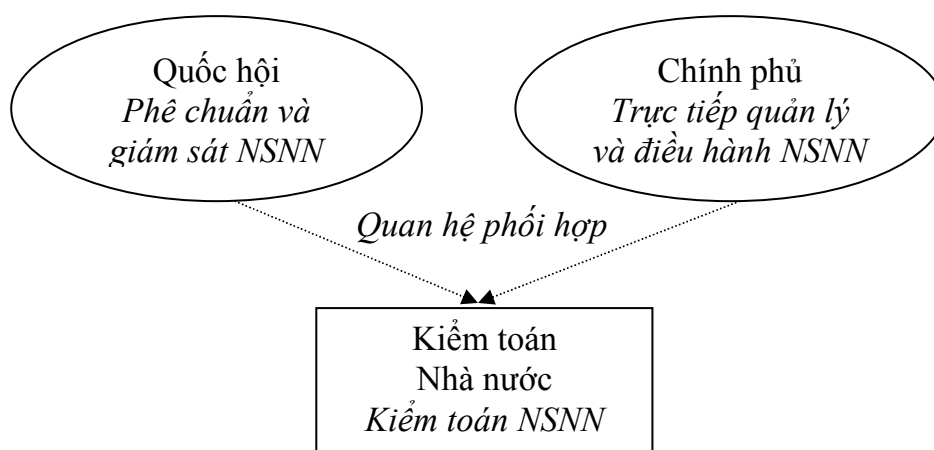 Quốc hội
Phê chuẩn và
giám sát NSNN
Chính phủ
Trực tiếp quản lý
và điều hành NSNN
Quan hệ phối hợp
Kiểm toán
Nhà nước
Kiểm toán NSNN